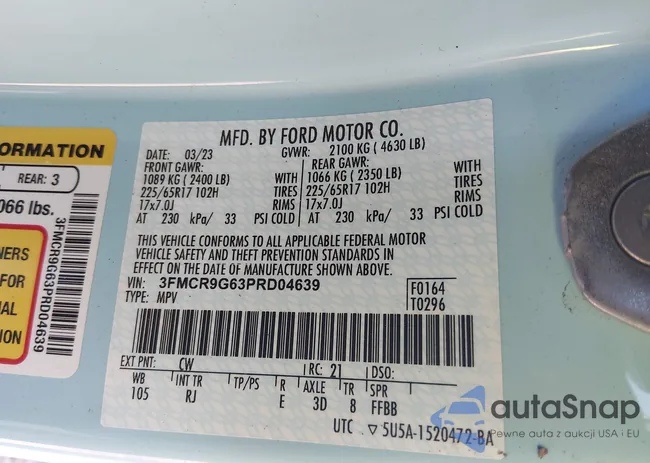 MFD. BY FORD MOTOR CO.
DATE: 03/23 GVWR: 2100 KG ( 4630 LB)
FRONT GAWR: REAR GAWR:
1089 KG ( 2400 LB) WITH 1066 KG ( 2350 LB) WITH
225/65R17 102H TIRES 225/65R17 102H TIRES
17x7.0J RIMS 17x7.0J RIMS
AT 230 kPa/ 33 PSI COLD AT 230 kPa/ 33 PSI COLD
THIS VEHICLE CONFORMS TO ALL APPLICABLE FEDERAL MOTOR
VEHICLE SAFETY AND THEFT PREVENTION STANDARDS IN
EFFECT ON THE DATE OF MANUFACTURE SHOWN ABOVE.
VIN: 3FMCR9G63PRD04639 F0164
TYPE: MPV T0296
EXT PNT: CW RC: 21 DSO:
WB INT TR TP/PS R AXLE TR SPR
105 RJ E 3D 8 FFBB
UTC ▽ 5U5A-1520472-BA
ORMATION
REAR: 3
066 lbs.
3FMCR9G63PRD04639
NERS
FOR
NAL
TION
autaSnap
Pewne auta z aukcji USA i EU